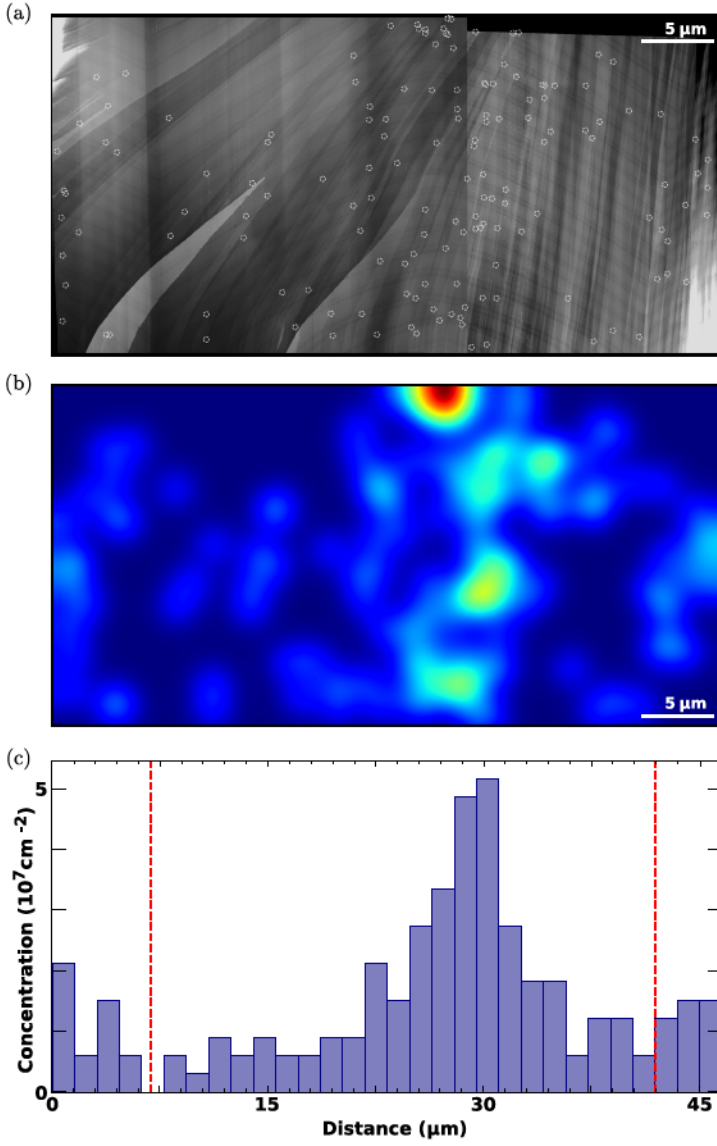 (a)
5 µm
(b)
5 µm
(c)
5
Concentration (10⁷cm ⁻²)
0
0 15 30 45
Distance (µm)